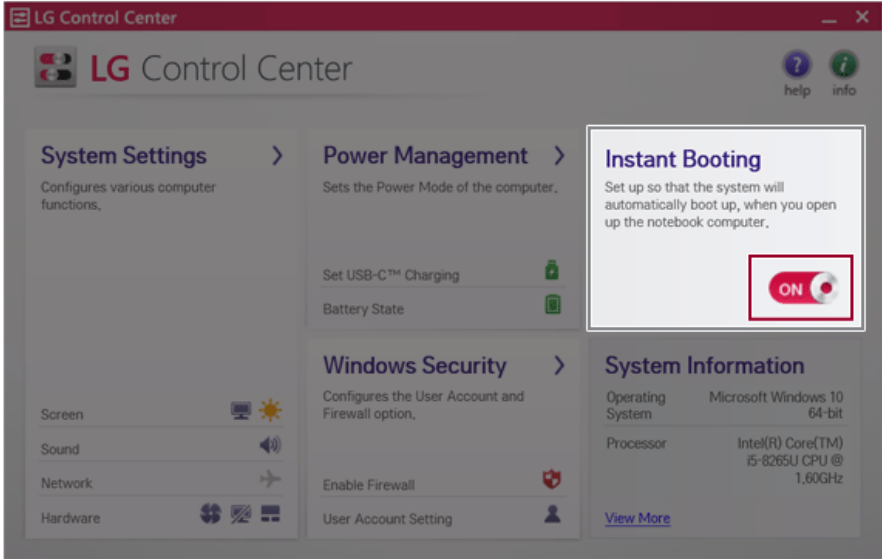 LG Control Center
LG Control Center
help
info
System Settings
Configures various computer
functions.
Screen
Sound
Network
Hardware
Power Management
Sets the Power Mode of the computer.
Set USB-C™ Charging
Battery State
Instant Booting
Set up so that the system will
automatically boot up, when you open
up the notebook computer.
ON
Windows Security
Configures the User Account and
Firewall option.
Enable Firewall
User Account Setting
System Information
Operating System
Microsoft Windows 10
64-bit
Processor
Intel(R) Core(TM)
i5-8265U CPU @
1.60GHz
View More